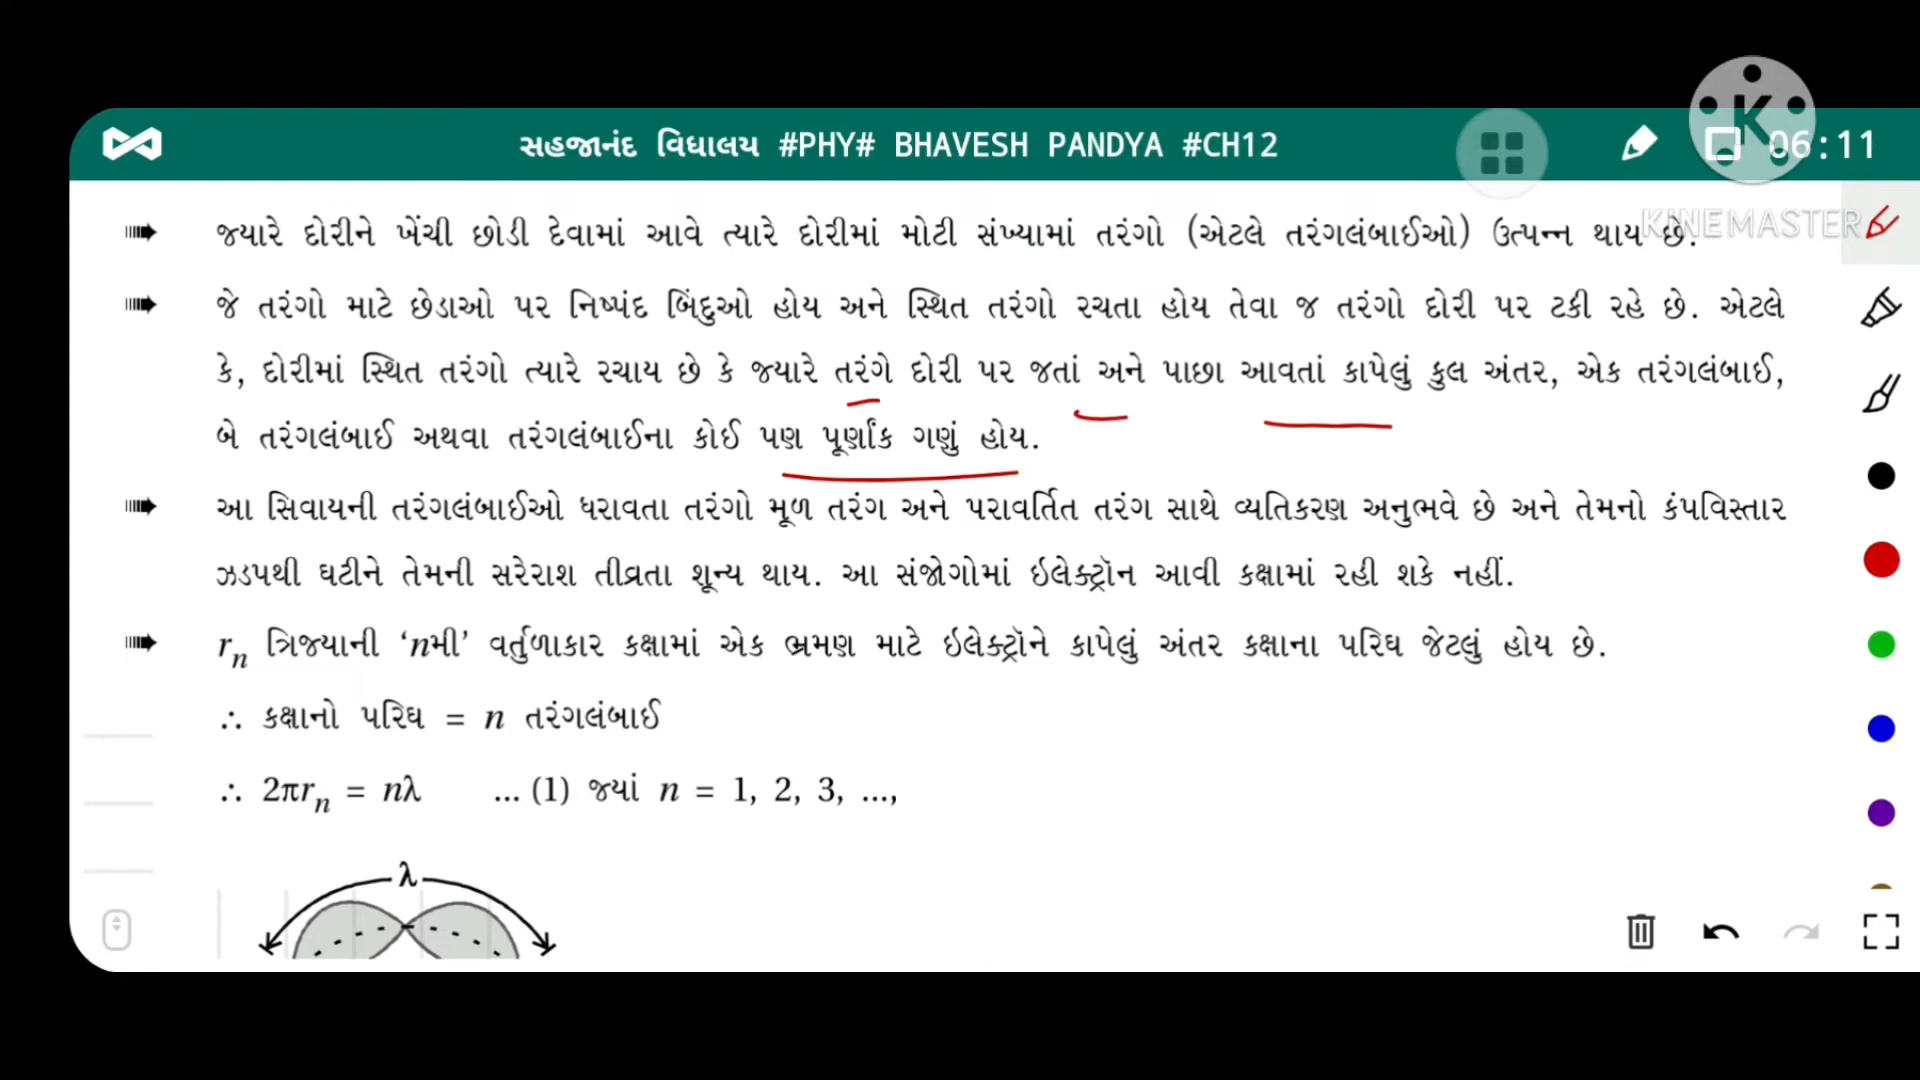 સહજાનંદ વિધાલય #PHY# BHAVESH PANDYA #CH12
06:11
KINEMASTER
જ્યારે દોરીને ખેંચી છોડી દેવામાં આવે ત્યારે દોરીમાં મોટી સંખ્યામાં તરંગો (એટલે તરંગલંબાઈઓ) ઉત્પન્ન થાય છે.
જે તરંગો માટે છેડાઓ પર નિષ્પંદ બિંદુઓ હોય અને સ્થિત તરંગો રચતા હોય તેવા જ તરંગો દોરી પર ટકી રહે છે. એટલે
કે, દોરીમાં સ્થિત તરંગો ત્યારે રચાય છે કે જ્યારે તરંગે દોરી પર જતાં અને પાછા આવતાં કાપેલું કુલ અંતર, એક તરંગલંબાઈ,
બે તરંગલંબાઈ અથવા તરંગલંબાઈના કોઈ પણ પૂર્ણાંક ગણું હોય.
આ સિવાયની તરંગલંબાઈઓ ધરાવતા તરંગો મૂળ તરંગ અને પરાવર્તિત તરંગ સાથે વ્યતિકરણ અનુભવે છે અને તેમનો કંપવિસ્તાર
ઝડપથી ઘટીને તેમની સરેરાશ તીવ્રતા શૂન્ય થાય. આ સંજોગોમાં ઇલેક્ટ્રૉન આવી કક્ષામાં રહી શકે નહીં.
rₙ ત્રિજ્યાની ‘nમી’ વર્તુળાકાર કક્ષામાં એક ભ્રમણ માટે ઇલેક્ટ્રૉને કાપેલું અંતર કક્ષાના પરિઘ જેટલું હોય છે.
∴ કક્ષાનો પરિઘ = n તરંગલંબાઈ
∴ 2πrₙ = nλ ... (1) જ્યાં n = 1, 2, 3, ...,
λ